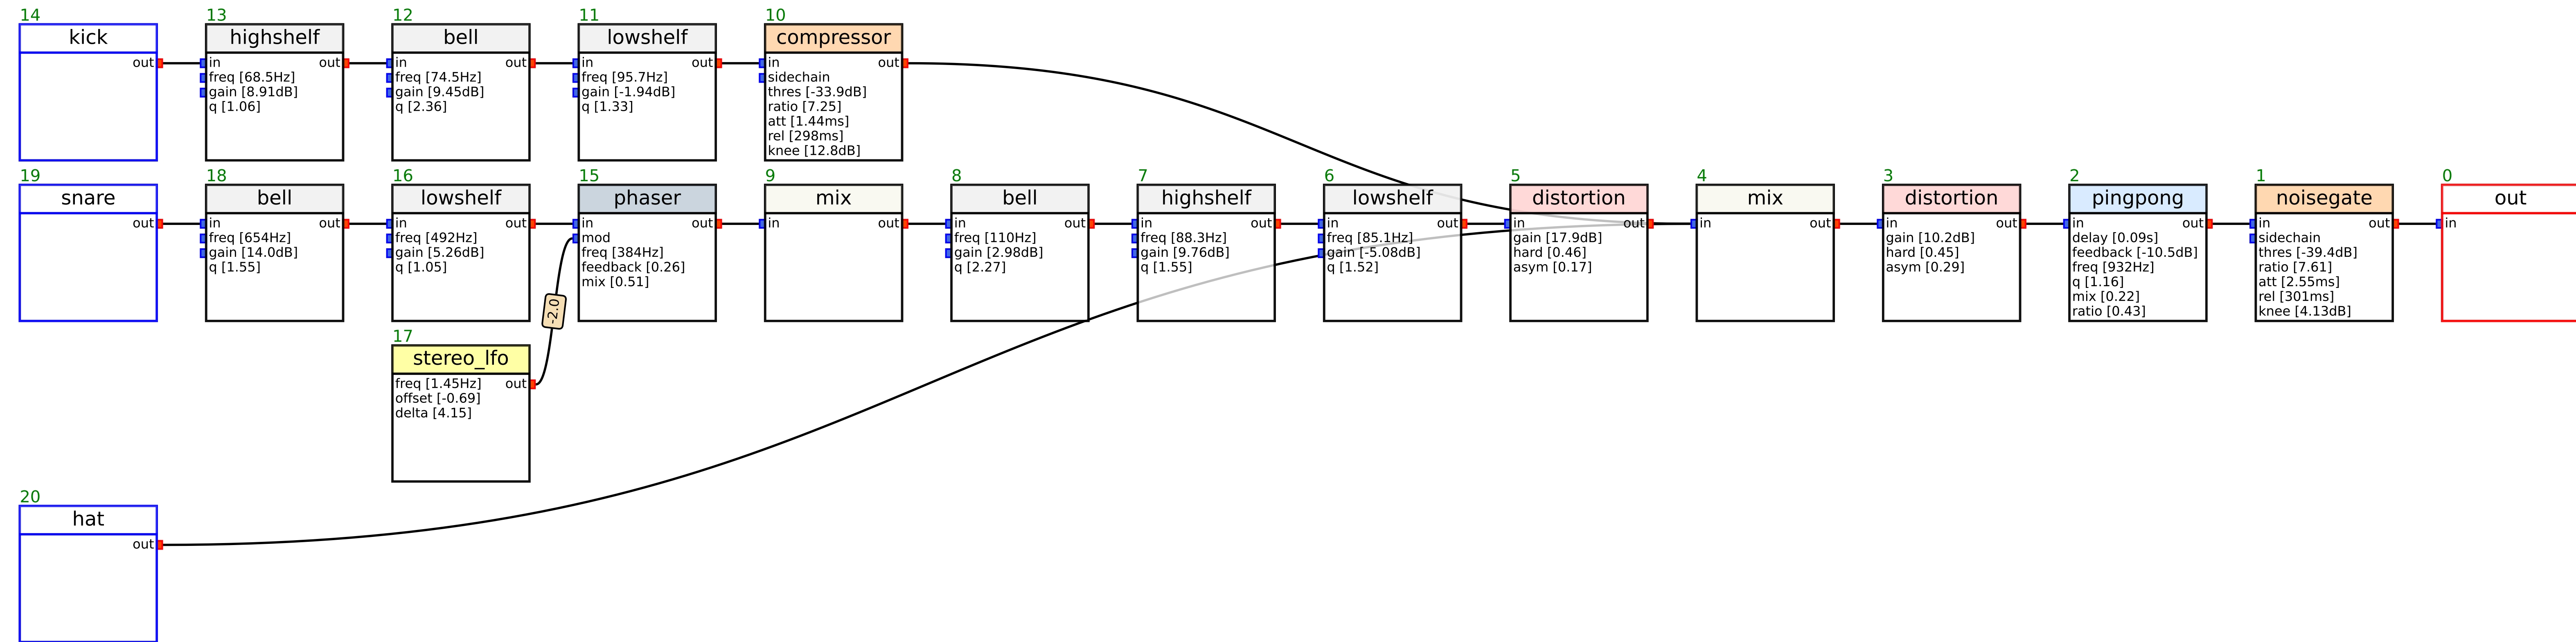 14
kick
out
13
highshelf
in out
freq [68.5Hz]
gain [8.91dB]
q [1.06]
12
bell
in out
freq [74.5Hz]
gain [9.45dB]
q [2.36]
11
lowshelf
in out
freq [95.7Hz]
gain [-1.94dB]
q [1.33]
10
compressor
in out
sidechain
thres [-33.9dB]
ratio [7.25]
att [1.44ms]
rel [298ms]
knee [12.8dB]
19
snare
out
18
bell
in out
freq [654Hz]
gain [14.0dB]
q [1.55]
16
lowshelf
in out
freq [492Hz]
gain [5.26dB]
q [1.05]
15
phaser
in out
mod
freq [384Hz]
feedback [0.26]
mix [0.51]
9
mix
in out
8
bell
in out
freq [110Hz]
gain [2.98dB]
q [2.27]
7
highshelf
in out
freq [88.3Hz]
gain [9.76dB]
q [1.55]
6
lowshelf
in out
freq [85.1Hz]
gain [-5.08dB]
q [1.52]
5
distortion
in out
gain [17.9dB]
hard [0.46]
asym [0.17]
4
mix
in out
3
distortion
in out
gain [10.2dB]
hard [0.45]
asym [0.29]
2
pingpong
in out
delay [0.09s]
feedback [-10.5dB]
freq [932Hz]
q [1.16]
mix [0.22]
ratio [0.43]
1
noisegate
in out
sidechain
thres [-39.4dB]
ratio [7.61]
att [2.55ms]
rel [301ms]
knee [4.13dB]
0
out
in
-2.0
17
stereo_lfo
freq [1.45Hz] out
offset [-0.69]
delta [4.15]
20
hat
out